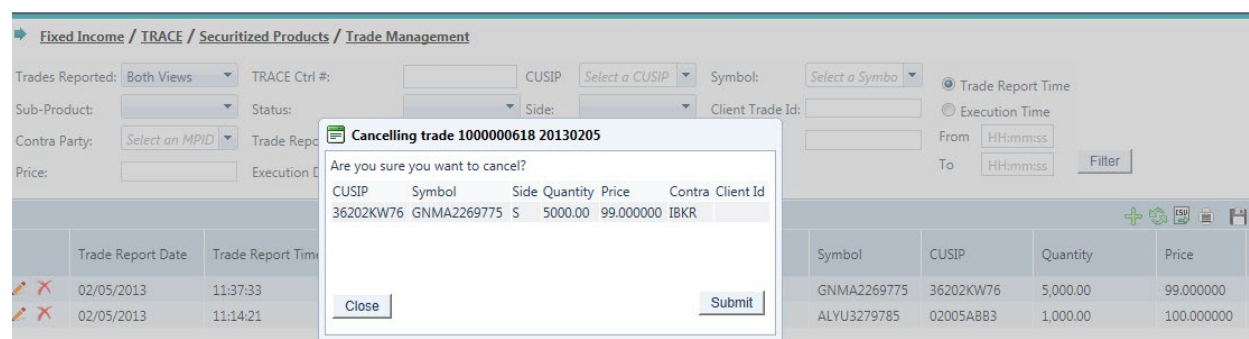 Fixed Income / TRACE / Securitized Products / Trade Management
Trades Reported: Both Views TRACE Ctrl #: CUSIP Select a CUSIP Symbol: Select a Symbo Trade Report Time
Sub-Product: Status: Side: Client Trade Id: Execution Time
Contra Party: Select an MPID Trade Repo From HH:mm:ss
Price: Execution D To HH:mm:ss Filter
Cancelling trade 1000000618 20130205
Are you sure you want to cancel?
CUSIP Symbol Side Quantity Price Contra Client Id
36202KW76 GNMA2269775 S 5000.00 99.000000 IBKR
Close Submit
Trade Report Date Trade Report Time Symbol CUSIP Quantity Price
02/05/2013 11:37:33 GNMA2269775 36202KW76 5,000.00 99.000000
02/05/2013 11:14:21 ALYU3279785 02005ABB3 1,000.00 100.000000